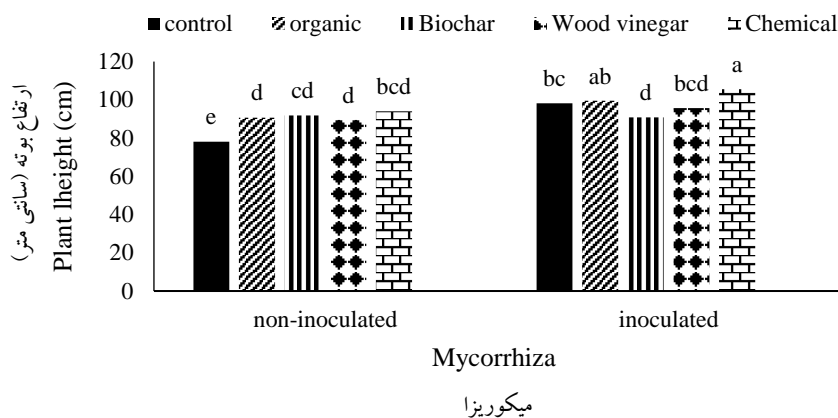 control organic Biochar Wood vinegar Chemical
120
100
80
60
40
20
0
ارتفاع بوته (سانتی متر)
Plant lheight (cm)
e d cd d bcd bc ab d bcd a
non-inoculated inoculated
Mycorrhiza
میکوریزا